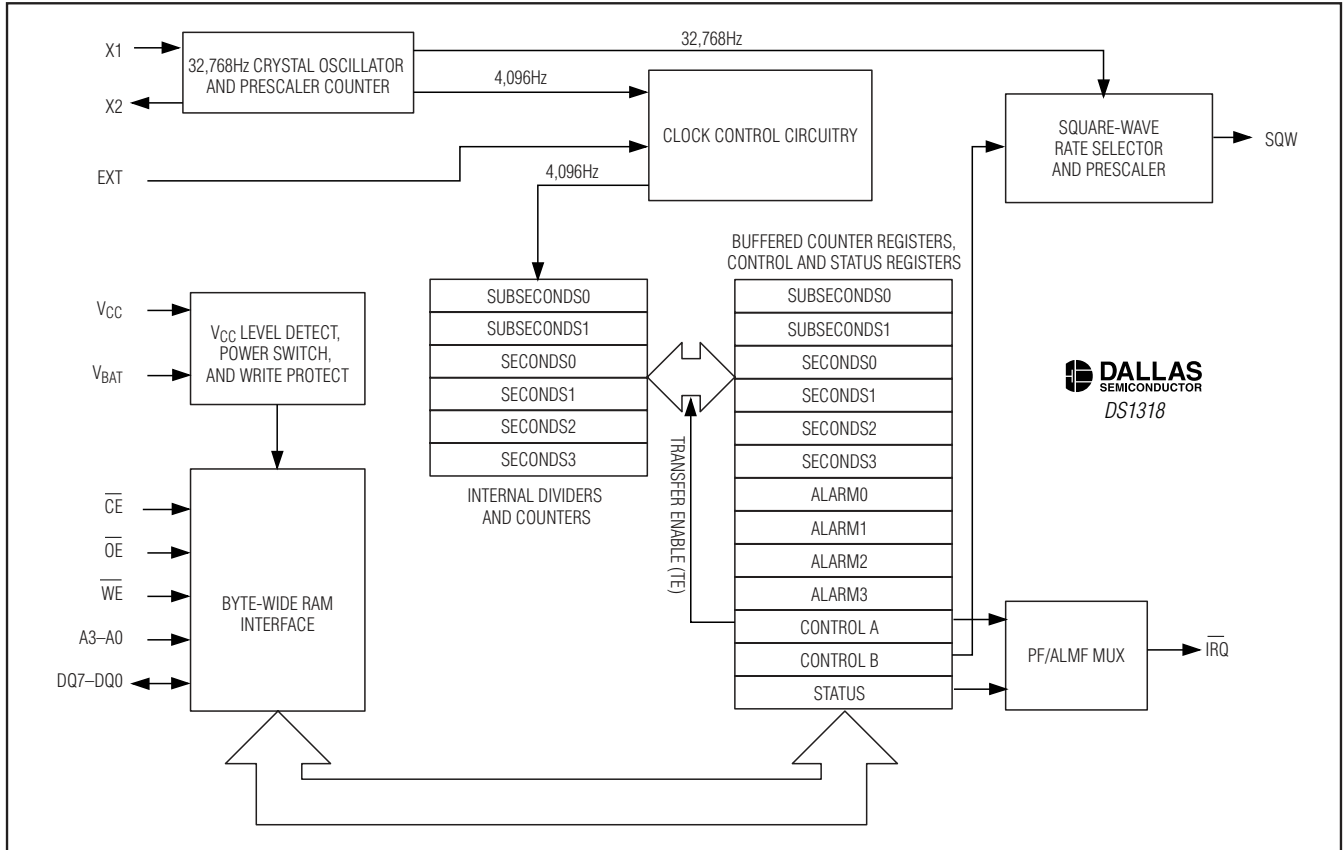 X1
X2
32,768Hz CRYSTAL OSCILLATOR
AND PRESCALER COUNTER
32,768Hz
4,096Hz
EXT
CLOCK CONTROL CIRCUITRY
4,096Hz
SQUARE-WAVE
RATE SELECTOR
AND PRESCALER
SQW
VCC
VBAT
VCC LEVEL DETECT,
POWER SWITCH,
AND WRITE PROTECT
SUBSECONDS0
SUBSECONDS1
SECONDS0
SECONDS1
SECONDS2
SECONDS3
INTERNAL DIVIDERS
AND COUNTERS
TRANSFER ENABLE (TE)
BUFFERED COUNTER REGISTERS,
CONTROL AND STATUS REGISTERS
SUBSECONDS0
SUBSECONDS1
SECONDS0
SECONDS1
SECONDS2
SECONDS3
ALARM0
ALARM1
ALARM2
ALARM3
CONTROL A
CONTROL B
STATUS
DALLAS
SEMICONDUCTOR
DS1318
CE
OE
WE
A3–A0
DQ7–DQ0
BYTE-WIDE RAM
INTERFACE
PF/ALMF MUX
IRQ